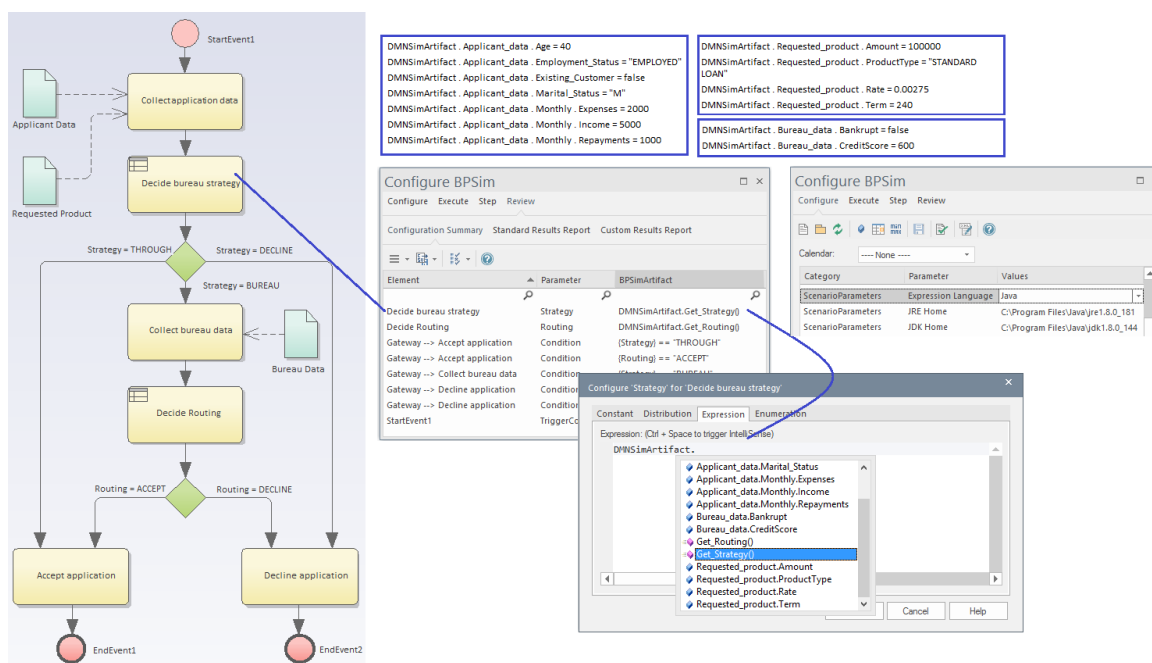 StartEvent1
Collect application data
Applicant Data
Decide bureau strategy
Requested Product
Strategy = THROUGH
Strategy = DECLINE
Strategy = BUREAU
Collect bureau data
Bureau Data
Decide Routing
Routing = ACCEPT
Routing = DECLINE
Accept application
Decline application
EndEvent1
EndEvent2
DMNSimArtifact . Applicant_data . Age = 40
DMNSimArtifact . Applicant_data . Employment_Status = "EMPLOYED"
DMNSimArtifact . Applicant_data . Existing_Customer = false
DMNSimArtifact . Applicant_data . Marital_Status = "M"
DMNSimArtifact . Applicant_data . Monthly . Expenses = 2000
DMNSimArtifact . Applicant_data . Monthly . Income = 5000
DMNSimArtifact . Applicant_data . Monthly . Repayments = 1000
DMNSimArtifact . Requested_product . Amount = 100000
DMNSimArtifact . Requested_product . ProductType = "STANDARD
LOAN"
DMNSimArtifact . Requested_product . Rate = 0.00275
DMNSimArtifact . Requested_product . Term = 240
DMNSimArtifact . Bureau_data . Bankrupt = false
DMNSimArtifact . Bureau_data . CreditScore = 600
Configure BPSim
Configure Execute Step Review
Configuration Summary Standard Results Report Custom Results Report
Element Parameter BPSimArtifact
Decide bureau strategy Strategy DMNSimArtifact.Get_Strategy()
Decide Routing Routing DMNSimArtifact.Get_Routing()
Gateway --> Accept application Condition {Strategy} == "THROUGH"
Gateway --> Accept application Condition {Routing} == "ACCEPT"
Gateway --> Collect bureau data Condition {Strategy} == "BUREAU"
Gateway --> Decline application Condition
Gateway --> Decline application Condition
StartEvent1 TriggerCo
Configure BPSim
Configure Execute Step Review
Calendar: ---- None ----
Category Parameter Values
ScenarioParameters Expression Language Java
ScenarioParameters JRE Home C:\Program Files\Java\jre1.8.0_181
ScenarioParameters JDK Home C:\Program Files\Java\jdk1.8.0_144
Configure 'Strategy' for 'Decide bureau strategy'
Constant Distribution Expression Enumeration
Expression: (Ctrl + Space to trigger IntelliSense)
DMNSimArtifact.
Applicant_data.Marital_Status
Applicant_data.Monthly.Expenses
Applicant_data.Monthly.Income
Applicant_data.Monthly.Repayments
Bureau_data.Bankrupt
Bureau_data.CreditScore
Get_Routing()
Get_Strategy()
Requested_product.Amount
Requested_product.ProductType
Requested_product.Rate
Requested_product.Term
Cancel Help